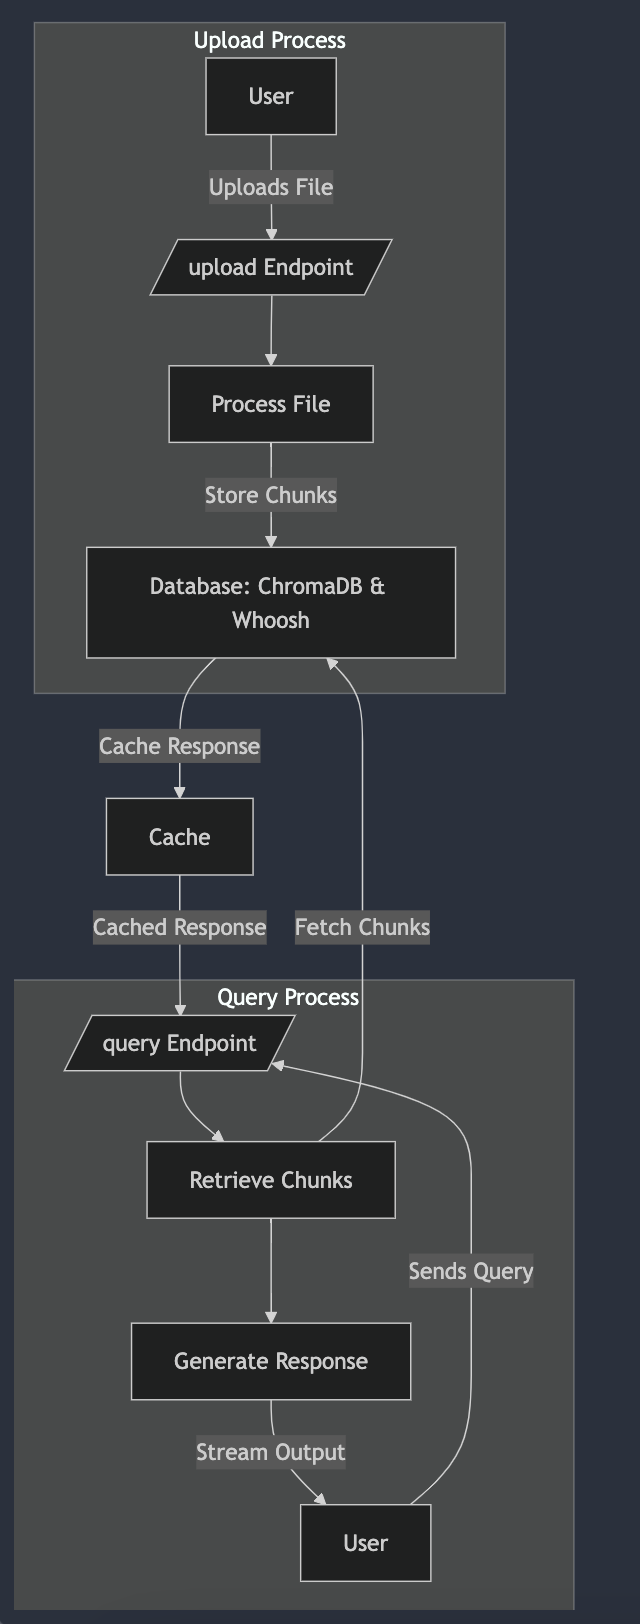 Upload Process
User
Uploads File
upload Endpoint
Process File
Store Chunks
Database: ChromaDB &
Whoosh
Cache Response
Cache
Cached Response
Fetch Chunks
Query Process
query Endpoint
Retrieve Chunks
Sends Query
Generate Response
Stream Output
User